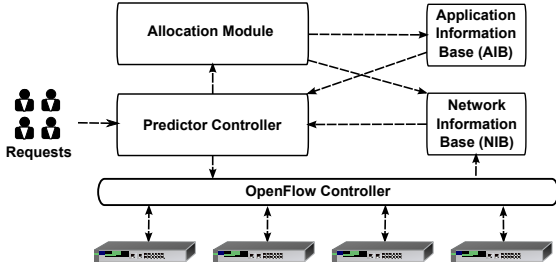 Allocation Module
Application
Information
Base (AIB)
Requests
Predictor Controller
Network
Information
Base (NIB)
OpenFlow Controller